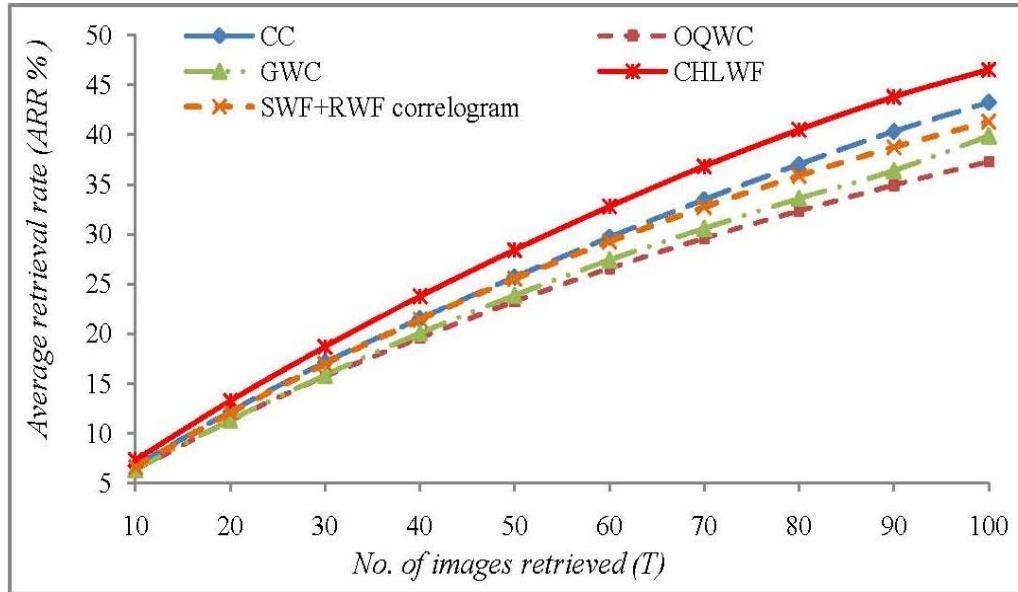 Average retrieval rate (ARR %)
50
45
40
35
30
25
20
15
10
5
CC
OQWC
GWC
CHLWF
SWF+RWF correlogram
10 20 30 40 50 60 70 80 90 100
No. of images retrieved (T)